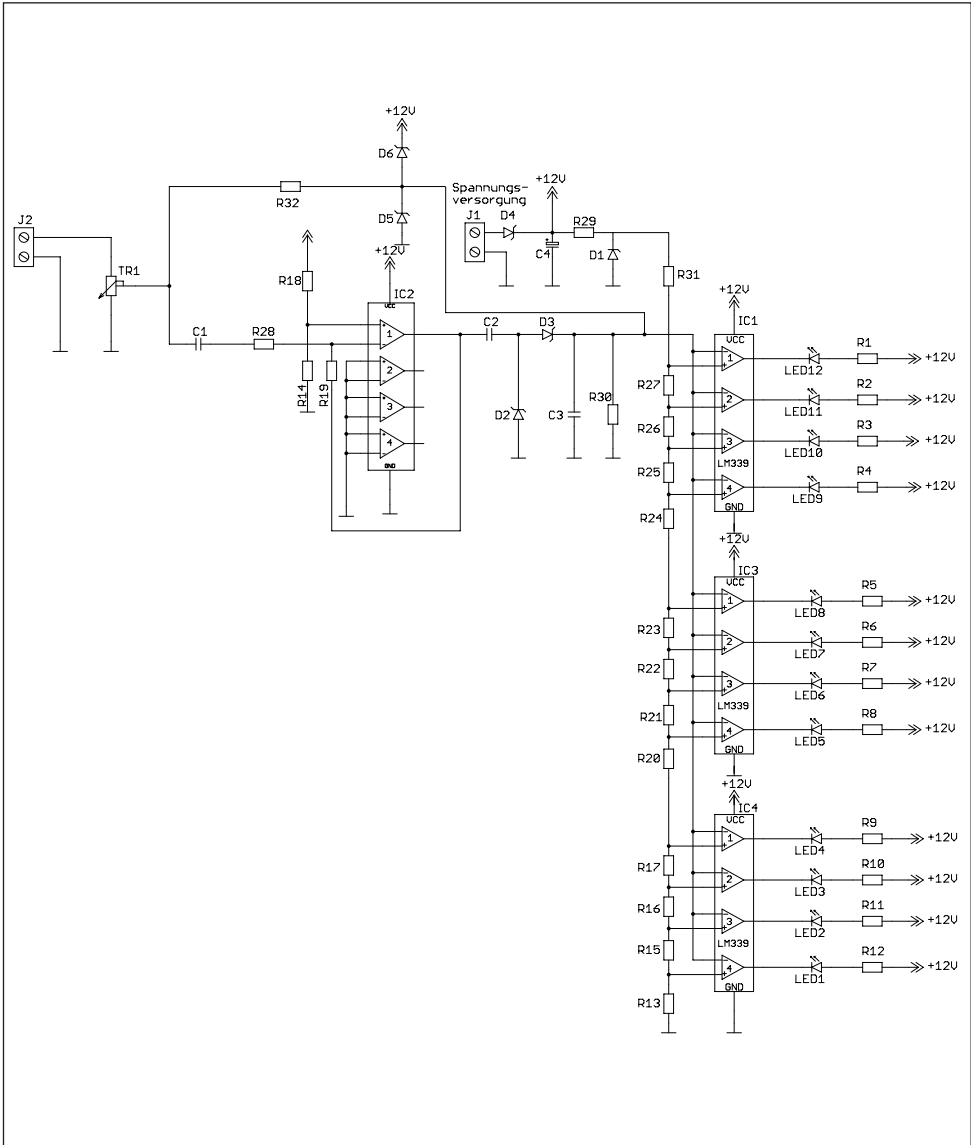 +12V
D6
Spannungs-
versorgung
+12V
R32
J2
D5
J1
D4
R29
+12V
C4
D1
TR1
R18
R31
IC2
+12V
VCC
C1
R28
1
C2
D3
IC1
VCC
1
R1
+12V
LED12
R14
R19
2
R27
R2
2
+12V
LED11
D2
C3
R30
3
R26
R3
3
+12V
LED10
4
R25
LM339
R4
GND
4
+12V
LED9
R24
GND
+12V
IC3
VCC
R5
1
+12V
LED8
R23
R6
2
+12V
LED7
R22
R7
3
+12V
LED6
R21
LM339
R8
4
+12V
LED5
R20
GND
+12V
IC4
VCC
R9
1
+12V
LED4
R17
R10
2
+12V
LED3
R16
R11
3
+12V
LED2
R15
LM339
R12
4
+12V
LED1
R13
GND